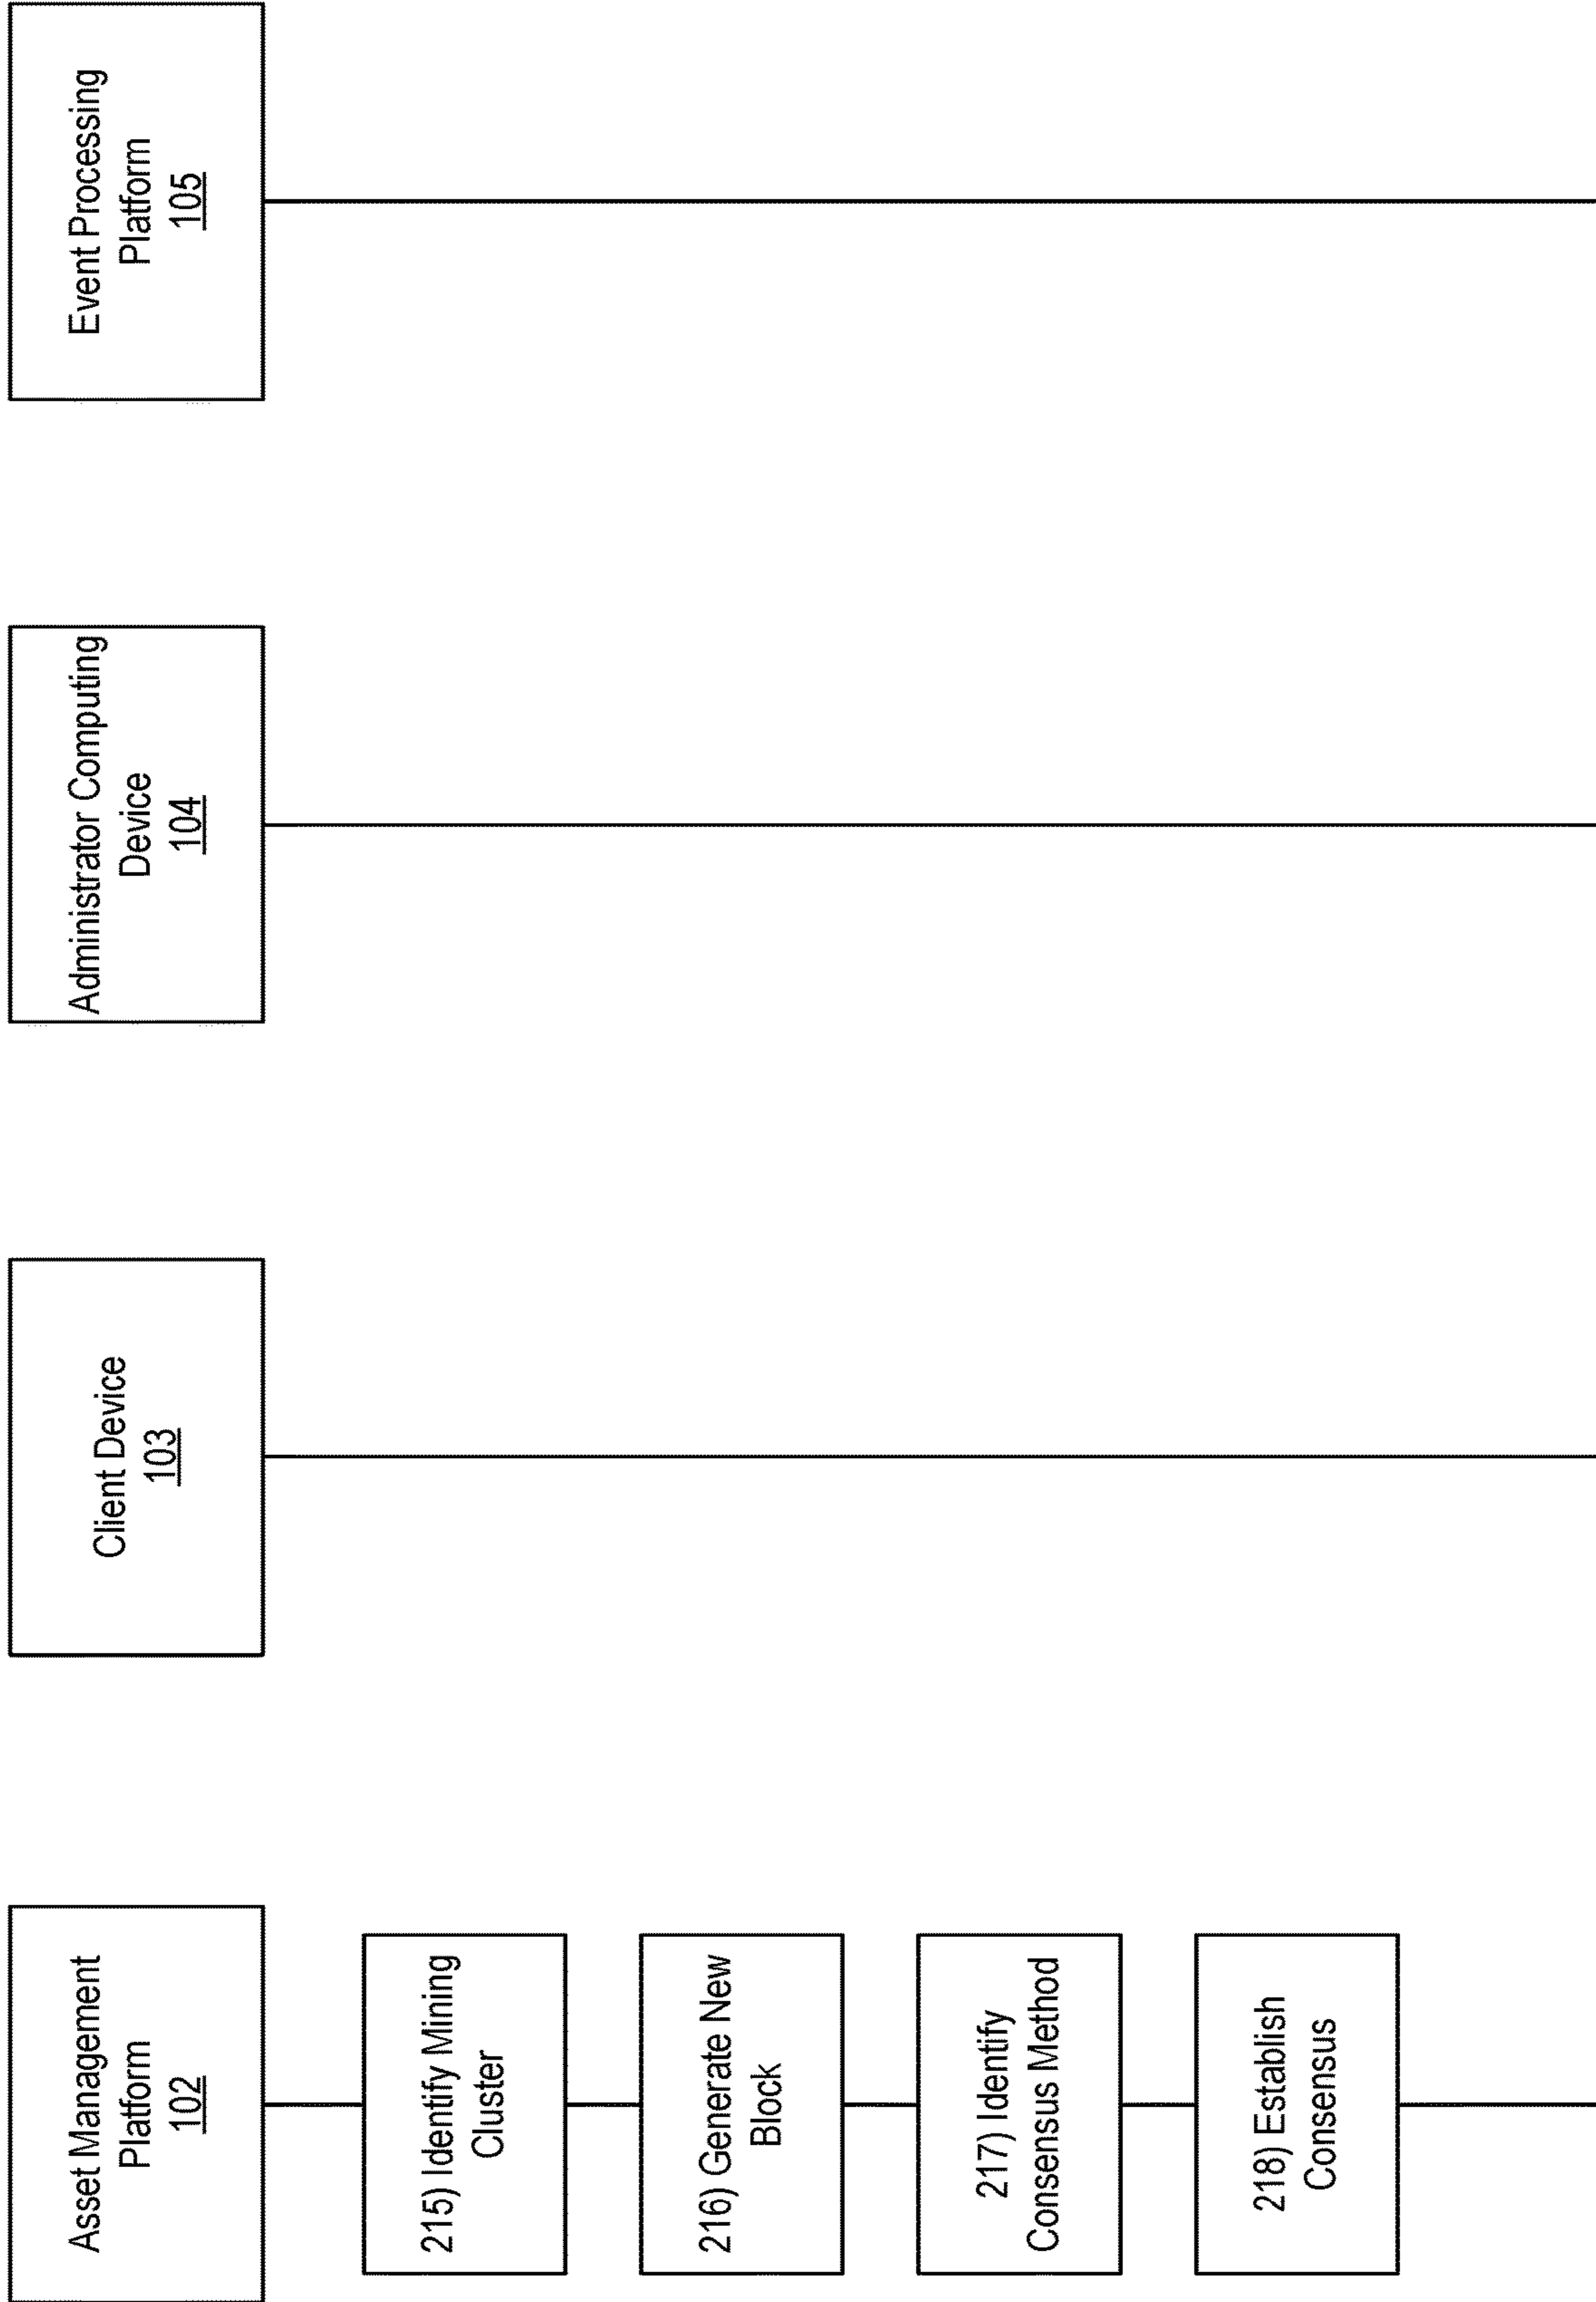 Asset Management
Platform
102
Client Device
103
Administrator Computing
Device
104
Event Processing
Platform
105
215) Identify Mining
Cluster
216) Generate New
Block
217) Identify
Consensus Method
218) Establish
Consensus